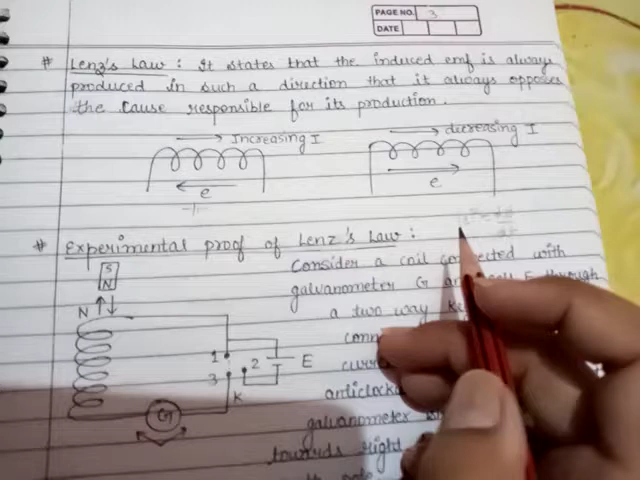 PAGE NO. 3
DATE
# Lenz's Law : It states that the induced emf is always
produced in such a direction that it always opposes
the cause responsible for its production.
Increasing I
decreasing I
e
e
# Experimental proof of Lenz's Law :
Consider a coil connected with
galvanometer G and cell E through
a two way
S
N
N
1
2
3
E
K
G
galvanometer
towards right